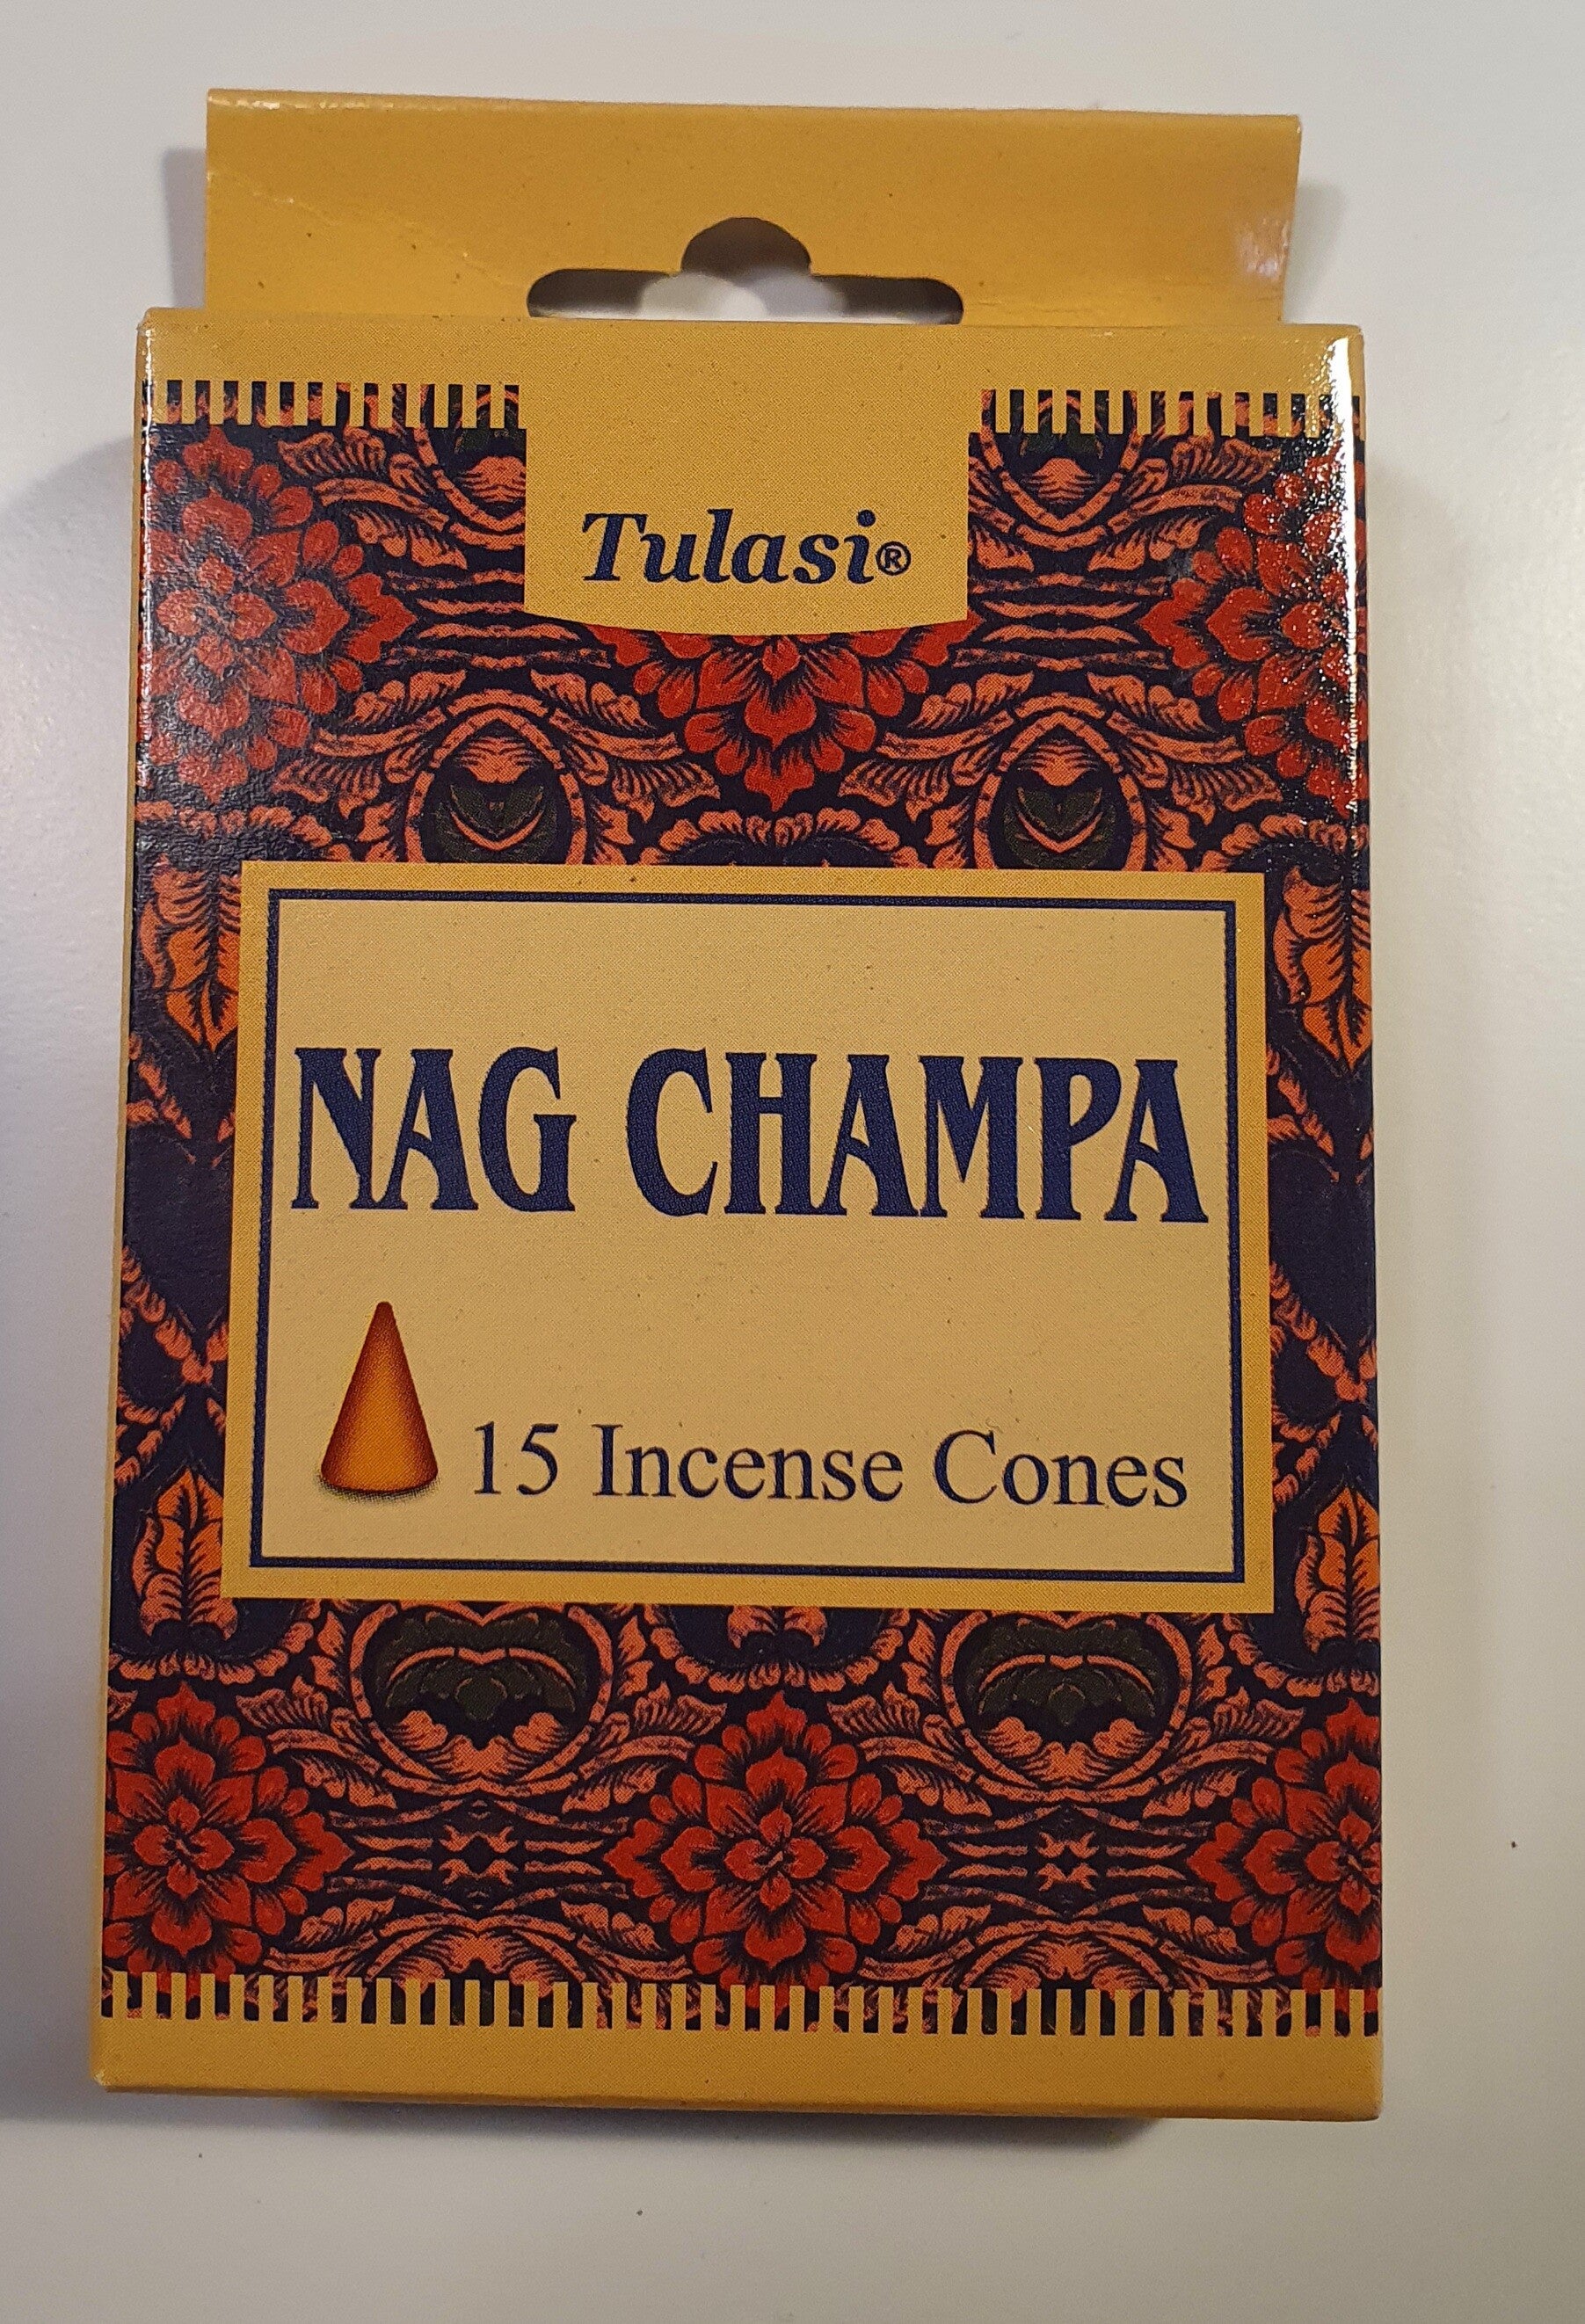 Tulasi®
NAG CHAMPA
15 Incense Cones